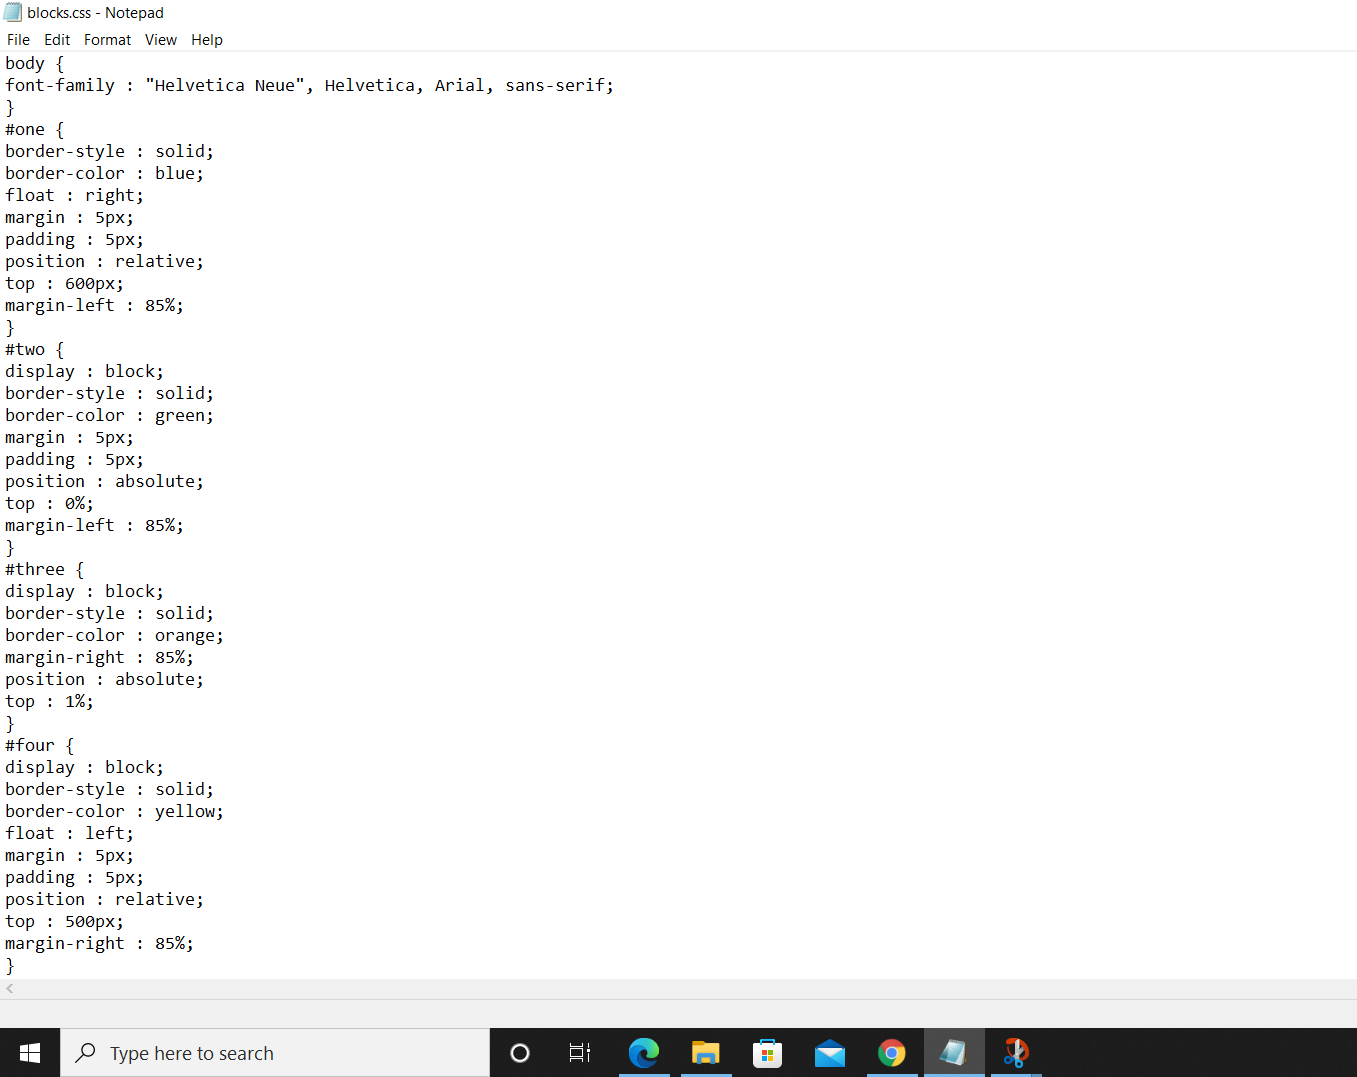 blocks.css - Notepad
File Edit Format View Help
body {
font-family : "Helvetica Neue", Helvetica, Arial, sans-serif;
}
#one {
border-style : solid;
border-color : blue;
float : right;
margin : 5px;
padding : 5px;
position : relative;
top : 600px;
margin-left : 85%;
}
#two {
display : block;
border-style : solid;
border-color : green;
margin : 5px;
padding : 5px;
position : absolute;
top : 0%;
margin-left : 85%;
}
#three {
display : block;
border-style : solid;
border-color : orange;
margin-right : 85%;
position : absolute;
top : 1%;
}
#four {
display : block;
border-style : solid;
border-color : yellow;
float : left;
margin : 5px;
padding : 5px;
position : relative;
top : 500px;
margin-right : 85%;
}
Type here to search